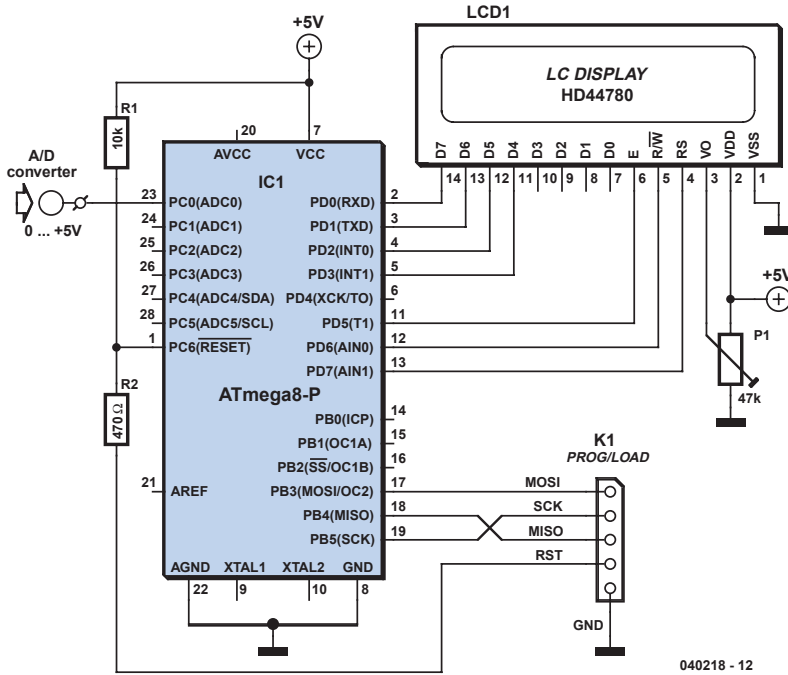 LCD1
+5V
LC DISPLAY
HD44780
D7 D6 D5 D4 D3 D2 D1 D0 E R/W RS VO VDD VSS
14 13 12 11 10 9 8 7 6 5 4 3 2 1
R1
10k
20 7
AVCC VCC
A/D
converter
0 ... +5V
IC1
23 PC0(ADC0) PD0(RXD) 2
24 PC1(ADC1) PD1(TXD) 3
25 PC2(ADC2) PD2(INT0) 4
26 PC3(ADC3) PD3(INT1) 5
27 PC4(ADC4/SDA) PD4(XCK/TO) 6
28 PC5(ADC5/SCL) PD5(T1) 11
1 PC6(RESET) PD6(AIN0) 12
PD7(AIN1) 13
+5V
P1
47k
R2
470 Ω
ATmega8-P
PB0(ICP) 14
PB1(OC1A) 15
PB2(SS/OC1B) 16
21 AREF PB3(MOSI/OC2) 17
PB4(MISO) 18
PB5(SCK) 19
K1
PROG/LOAD
MOSI
SCK
MISO
RST
GND
AGND XTAL1 XTAL2 GND
22 9 10 8
040218 - 12